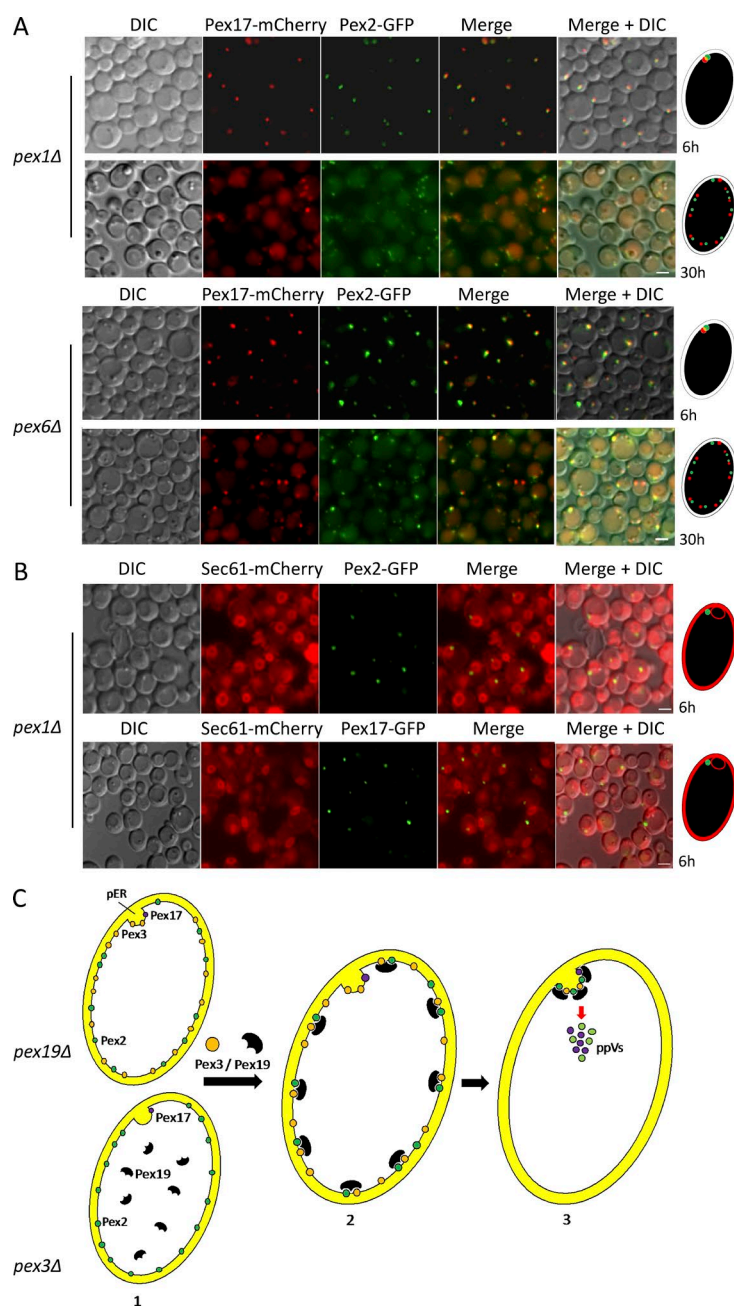 A
DIC Pex17-mCherry Pex2-GFP Merge Merge + DIC
pex1Δ
6h
30h
DIC Pex17-mCherry Pex2-GFP Merge Merge + DIC
pex6Δ
6h
30h
B
DIC Sec61-mCherry Pex2-GFP Merge Merge + DIC
pex1Δ
6h
DIC Sec61-mCherry Pex17-GFP Merge Merge + DIC
6h
C
pER
Pex17
Pex3
Pex2
pex19Δ
Pex3 / Pex19
ppVs
Pex17
Pex19
Pex2
pex3Δ
1
2
3